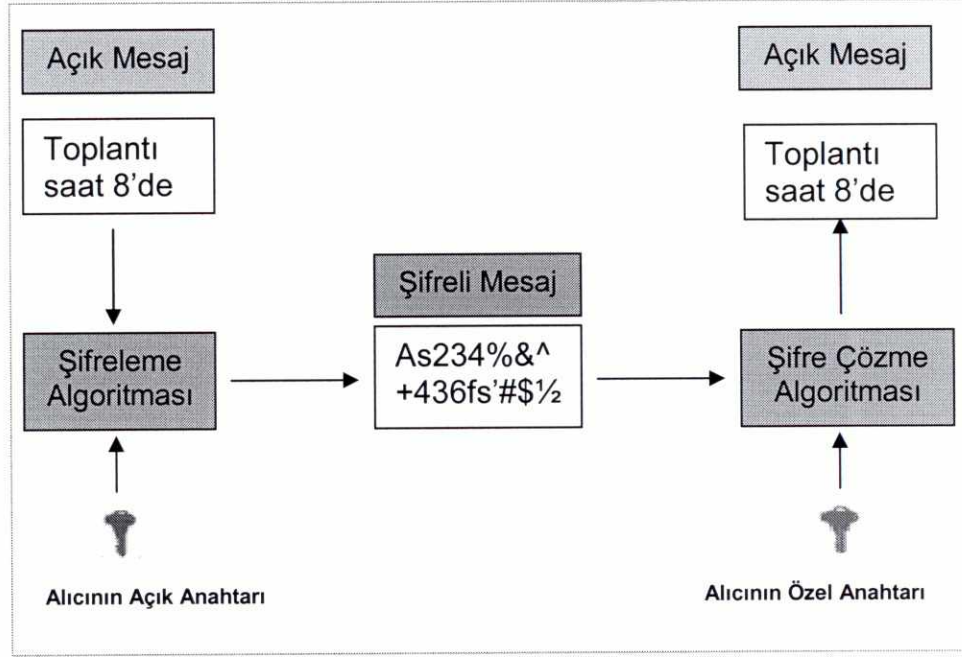 Açık Mesaj
Toplantı
saat 8'de
Şifreleme
Algoritması
Alıcının Açık Anahtarı
Şifreli Mesaj
As234%&^
+436fs'#$½
Açık Mesaj
Toplantı
saat 8'de
Şifre Çözme
Algoritması
Alıcının Özel Anahtarı